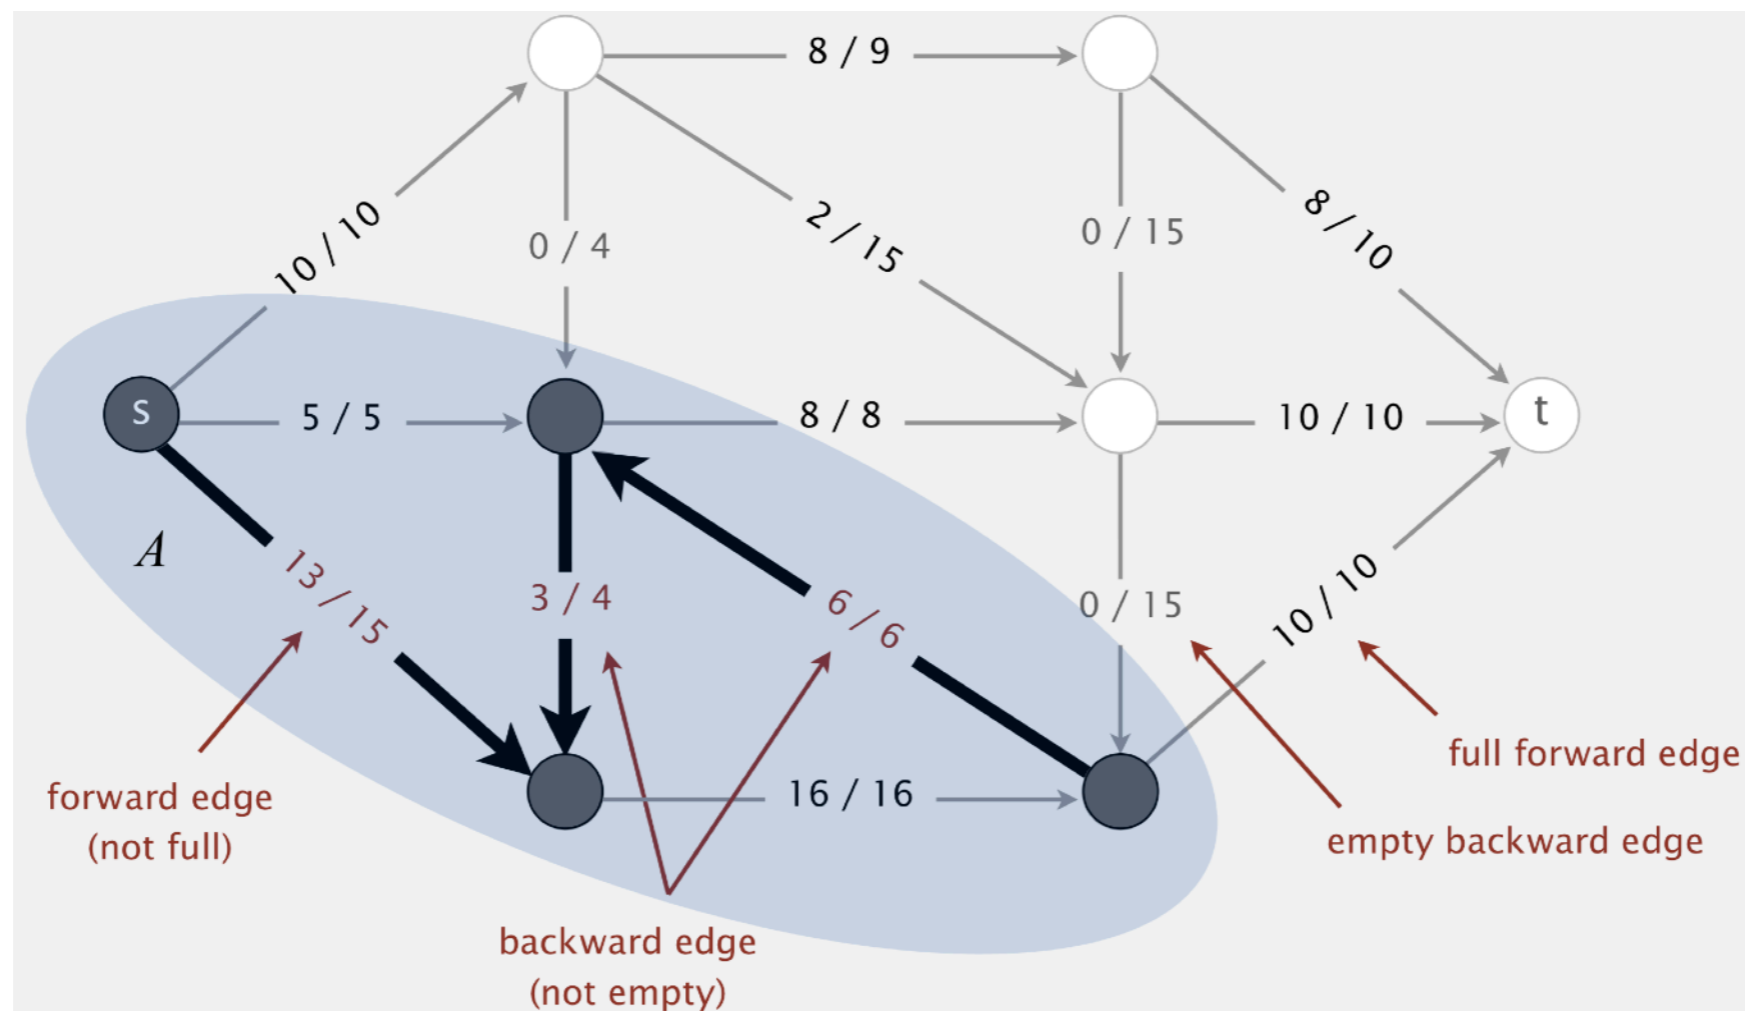 8 / 9
10 / 10
0 / 4
2 / 15
0 / 15
8 / 10
s
5 / 5
8 / 8
10 / 10
t
A
13 / 15
3 / 4
6 / 6
0 / 15
10 / 10
16 / 16
forward edge
(not full)
full forward edge
empty backward edge
backward edge
(not empty)